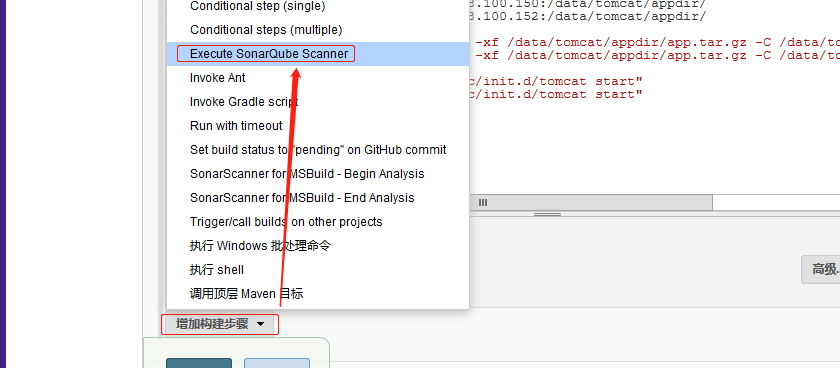 Conditional step (single)
Conditional steps (multiple)
Execute SonarQube Scanner
Invoke Ant
Invoke Gradle script
Run with timeout
Set build status to "pending" on GitHub commit
SonarScanner for MSBuild - Begin Analysis
SonarScanner for MSBuild - End Analysis
Trigger/call builds on other projects
执行 Windows 批处理命令
执行 shell
调用顶层 Maven 目标
增加构建步骤
.100.150:/data/tomcat/appdir/
.100.152:/data/tomcat/appdir/
-xf /data/tomcat/appdir/app.tar.gz -C /data/to
-xf /data/tomcat/appdir/app.tar.gz -C /data/to
c/init.d/tomcat start"
c/init.d/tomcat start"
高级..